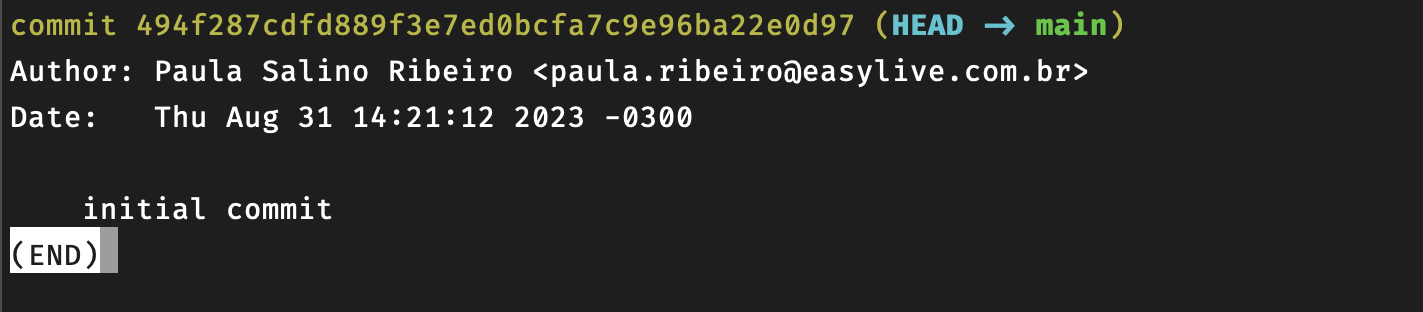 commit 494f287cdfd889f3e7ed0bcfa7c9e96ba22e0d97 (HEAD -> main)
Author: Paula Salino Ribeiro <paula.ribeiro@easylive.com.br>
Date:   Thu Aug 31 14:21:12 2023 -0300
initial commit
(END)